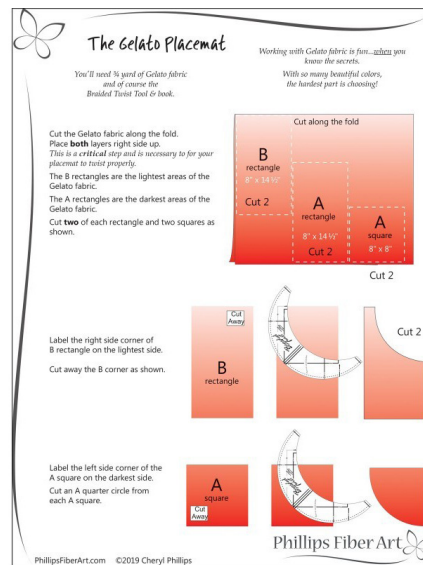 The Gelato Placemat
You'll need ¾ yard of Gelato fabric
and of course the
Braided Twist Tool & book.
Working with Gelato fabric is fun...when you
know the secrets.
With so many beautiful colors,
the hardest part is choosing!
Cut the Gelato fabric along the fold.
Place both layers right side up.
This is a critical step and is necessary to for your
placemat to twist properly.
The B rectangles are the lightest areas of the
Gelato fabric.
The A rectangles are the darkest areas of the
Gelato fabric.
Cut two of each rectangle and two squares as
shown.
Cut along the fold
B
rectangle
8" x 14 ½"
Cut 2
A
rectangle
8" x 14 ½"
Cut 2
A
square
8" x 8"
Cut 2
Label the right side corner of
B rectangle on the lightest side.
Cut away the B corner as shown.
Cut
Away
B
rectangle
Cut 2
Label the left side corner of the
A square on the darkest side.
Cut an A quarter circle from
each A square.
A
square
Cut
Away
Phillips Fiber Art
PhillipsFiberArt.com ©2019 Cheryl Phillips